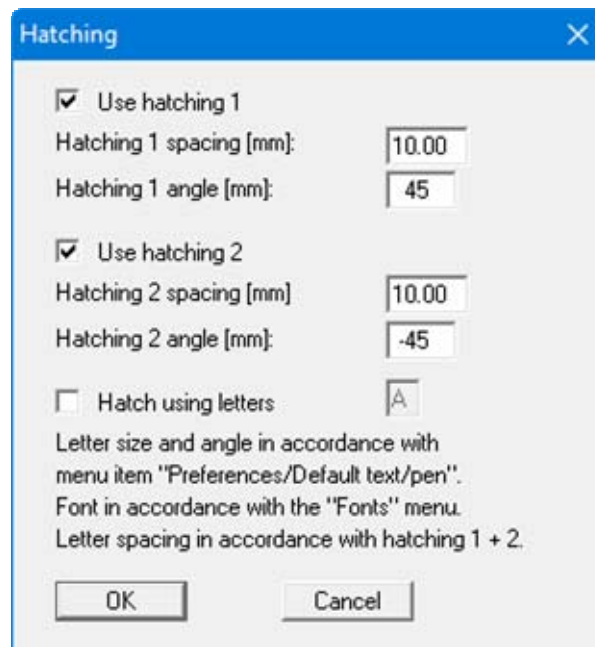 Hatching
Use hatching 1
Hatching 1 spacing [mm]: 10.00
Hatching 1 angle [mm]: 45
Use hatching 2
Hatching 2 spacing [mm] 10.00
Hatching 2 angle [mm]: -45
Hatch using letters A
Letter size and angle in accordance with
menu item "Preferences/Default text/pen".
Font in accordance with the "Fonts" menu.
Letter spacing in accordance with hatching 1 + 2.
OK Cancel